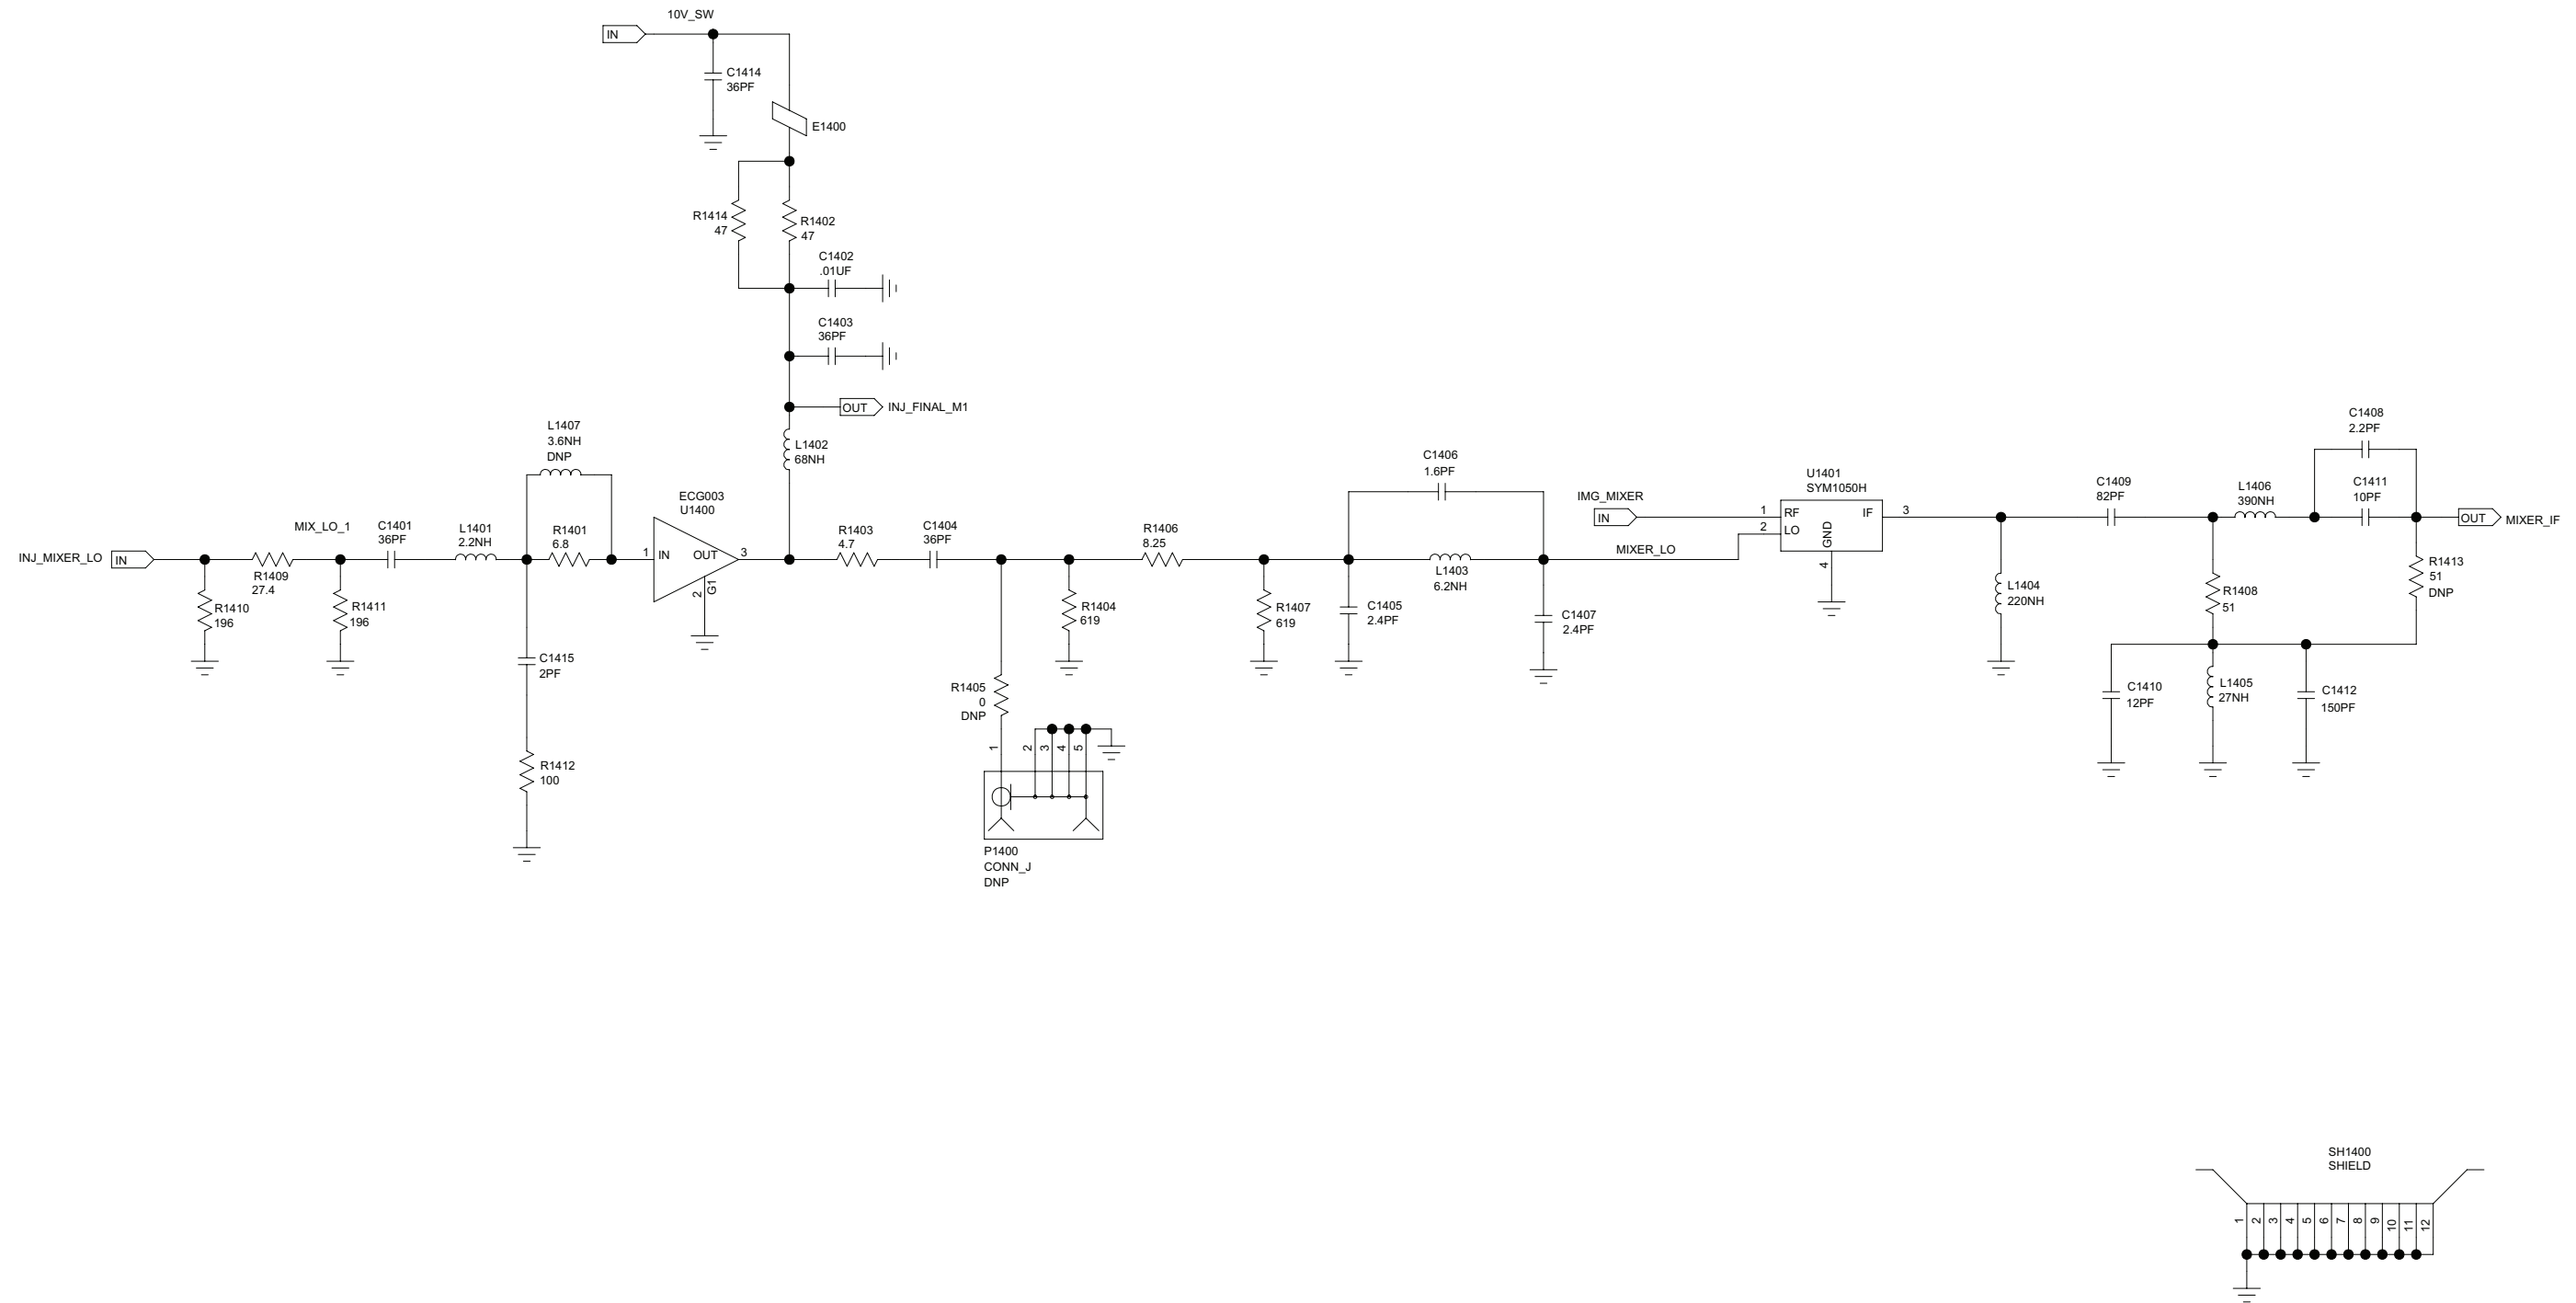 10V_SW
IN
C1414
36PF
E1400
R1414
47
R1402
47
C1402
.01UF
C1403
36PF
OUT
INJ_FINAL_M1
L1402
68NH
L1407
3.6NH
DNP
ECG003
U1400
INJ_MIXER_LO
IN
R1410
196
R1409
27.4
MIX_LO_1
R1411
196
C1401
36PF
L1401
2.2NH
R1401
6.8
1
IN
OUT
3
2
G1
C1415
2PF
R1412
100
R1403
4.7
C1404
36PF
R1405
0
DNP
1
2
3
4
5
P1400
CONN_J
DNP
R1404
619
R1406
8.25
R1407
619
C1405
2.4PF
C1406
1.6PF
L1403
6.2NH
C1407
2.4PF
MIXER_LO
IMG_MIXER
IN
U1401
SYM1050H
1
RF
IF
3
2
LO
GND
4
L1404
220NH
C1409
82PF
R1408
51
L1406
390NH
C1408
2.2PF
C1411
10PF
OUT
MIXER_IF
R1413
51
DNP
C1410
12PF
L1405
27NH
C1412
150PF
SH1400
SHIELD
1
2
3
4
5
6
7
8
9
10
11
12